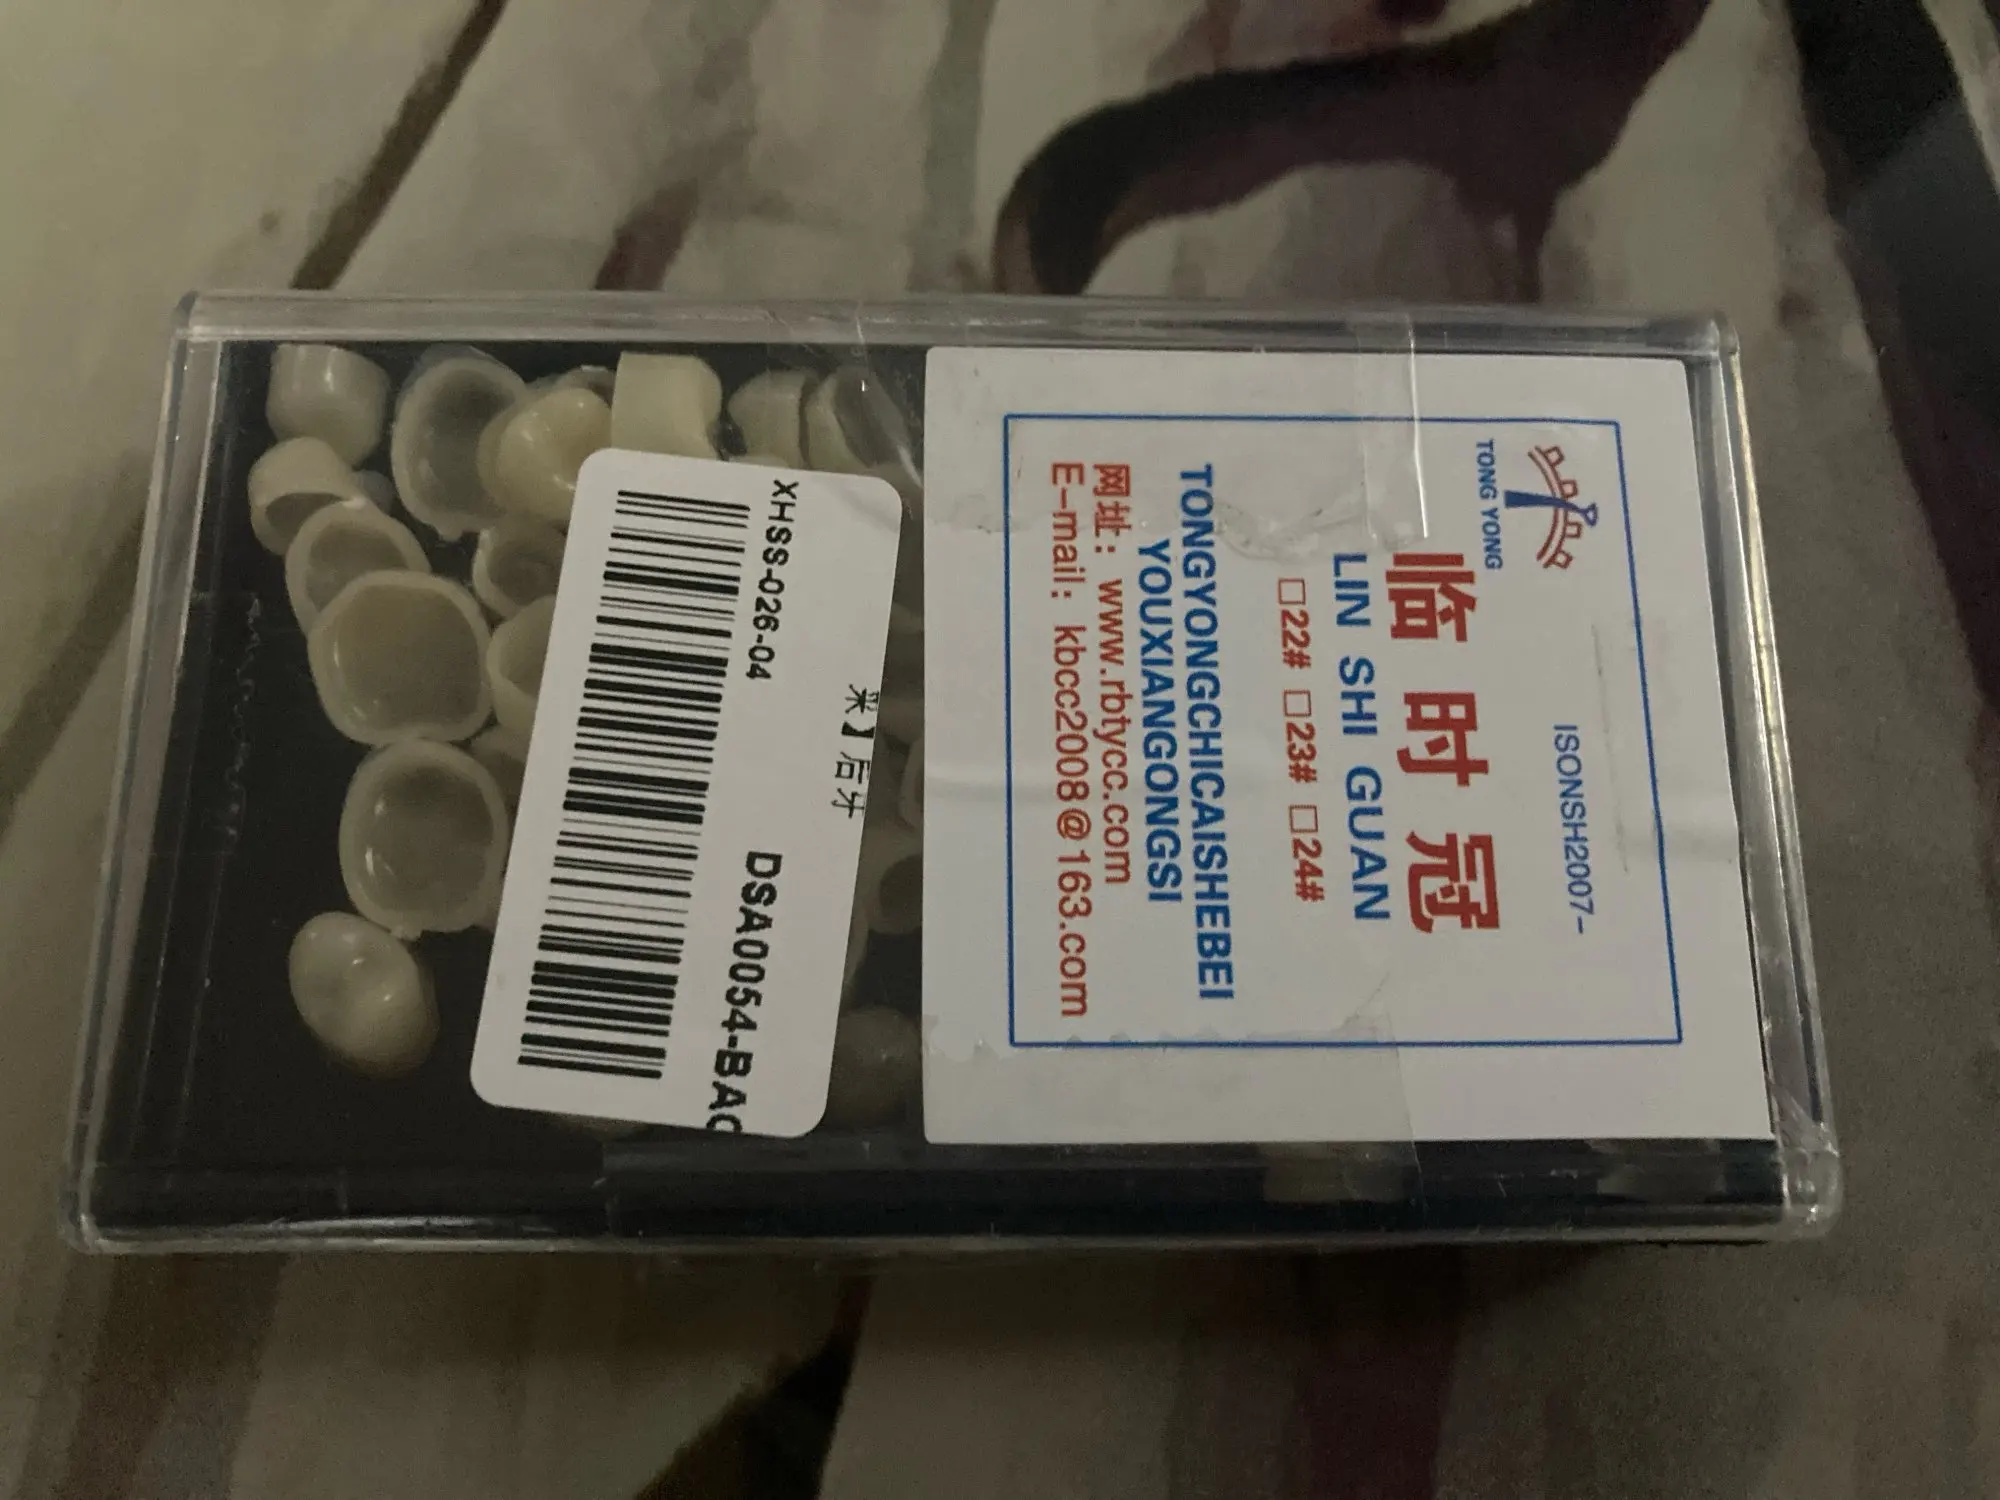 TONG YONG
ISONSH2007-
临时冠
LIN SHI GUAN
□22# □23# □24#
TONGYONGCHICAISHEBEI
YOUXIANGONGSI
网址: www.rbtycc.com
E-mail: kbcc2008@163.com
采】后牙
XHSS-026-04
DSA0054-BA